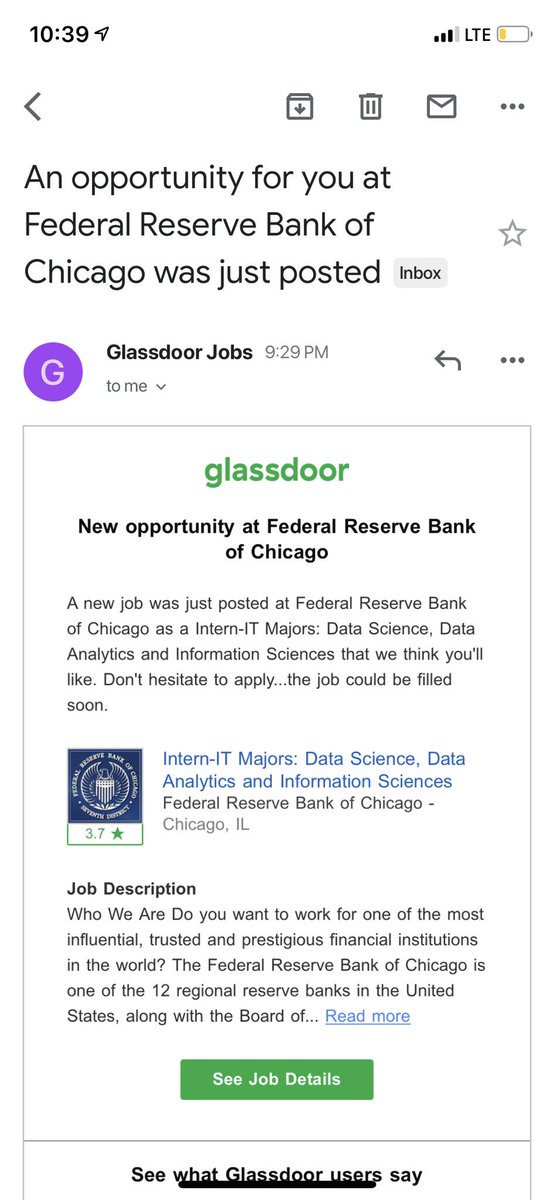 10:39
LTE
An opportunity for you at
Federal Reserve Bank of
Chicago was just posted Inbox
G
Glassdoor Jobs 9:29 PM
to me
glassdoor
New opportunity at Federal Reserve Bank
of Chicago
A new job was just posted at Federal Reserve Bank
of Chicago as a Intern-IT Majors: Data Science, Data
Analytics and Information Sciences that we think you'll
like. Don't hesitate to apply...the job could be filled
soon.
FEDERAL RESERVE BANK OF CHICAGO
SEVENTH DISTRICT
3.7
Intern-IT Majors: Data Science, Data
Analytics and Information Sciences
Federal Reserve Bank of Chicago -
Chicago, IL
Job Description
Who We Are Do you want to work for one of the most
influential, trusted and prestigious financial institutions
in the world? The Federal Reserve Bank of Chicago is
one of the 12 regional reserve banks in the United
States, along with the Board of... Read more
See Job Details
See what Glassdoor users say